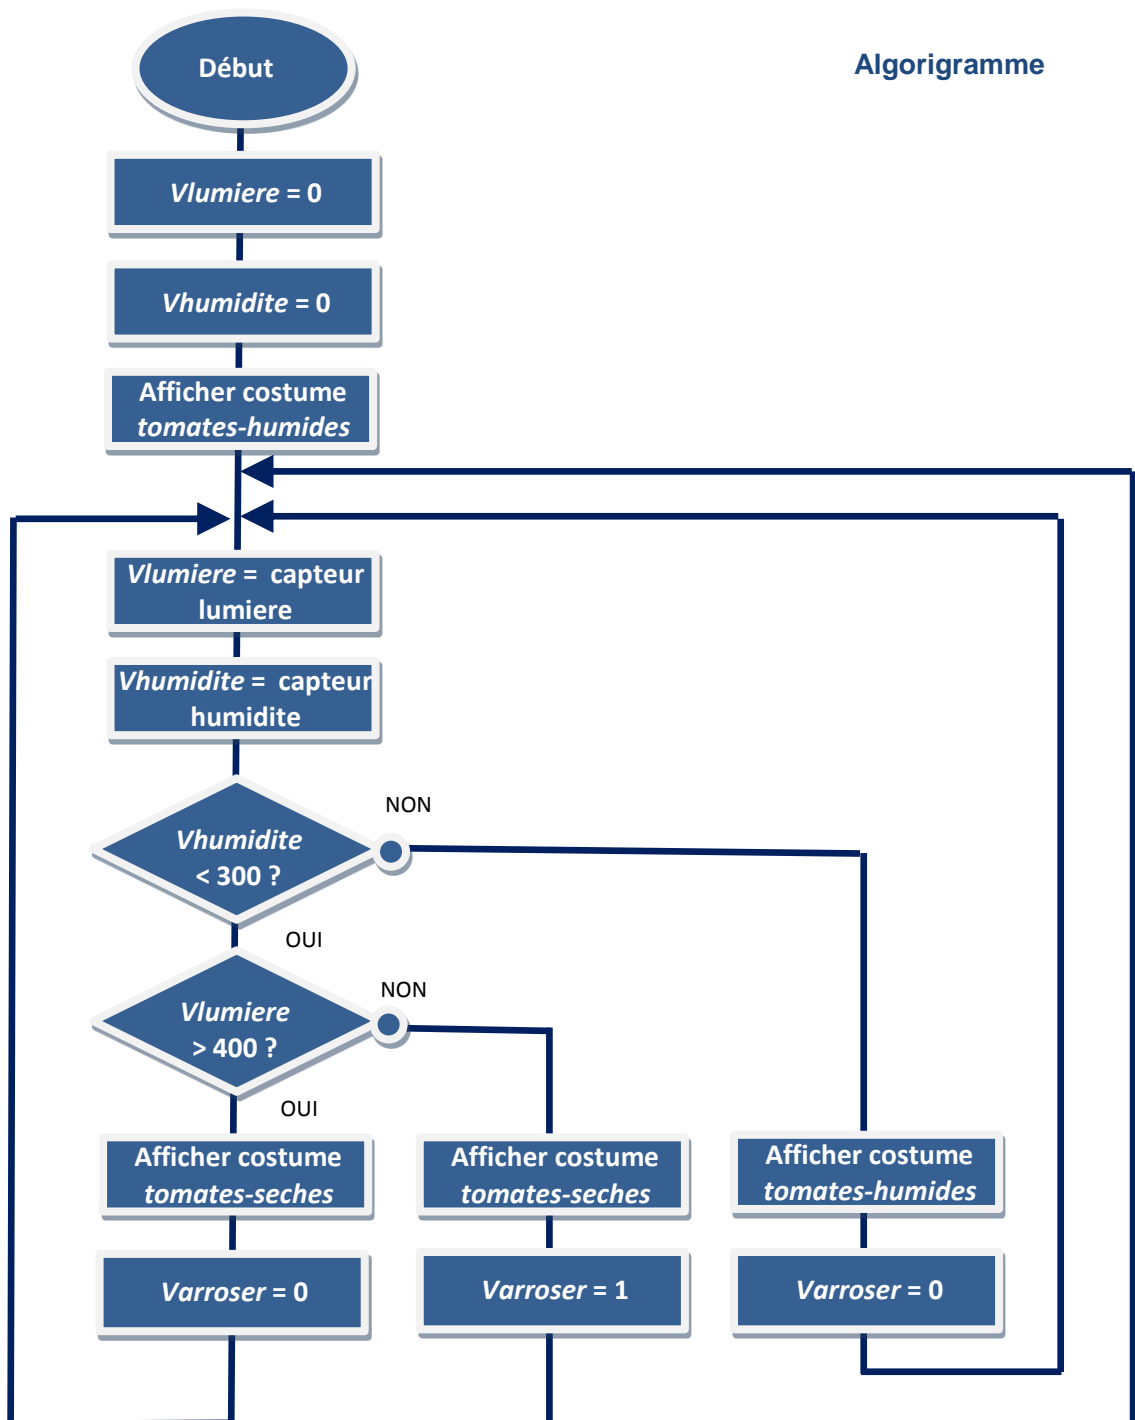 Début
Algorigramme
Vlumiere = 0
Vhumidite = 0
Afficher costume
tomates-humides
Vlumiere = capteur
lumiere
Vhumidite = capteur
humidite
NON
Vhumidite
< 300 ?
OUI
NON
Vlumiere
> 400 ?
OUI
Afficher costume
tomates-seches
Afficher costume
tomates-seches
Afficher costume
tomates-humides
Varroser = 0
Varroser = 1
Varroser = 0